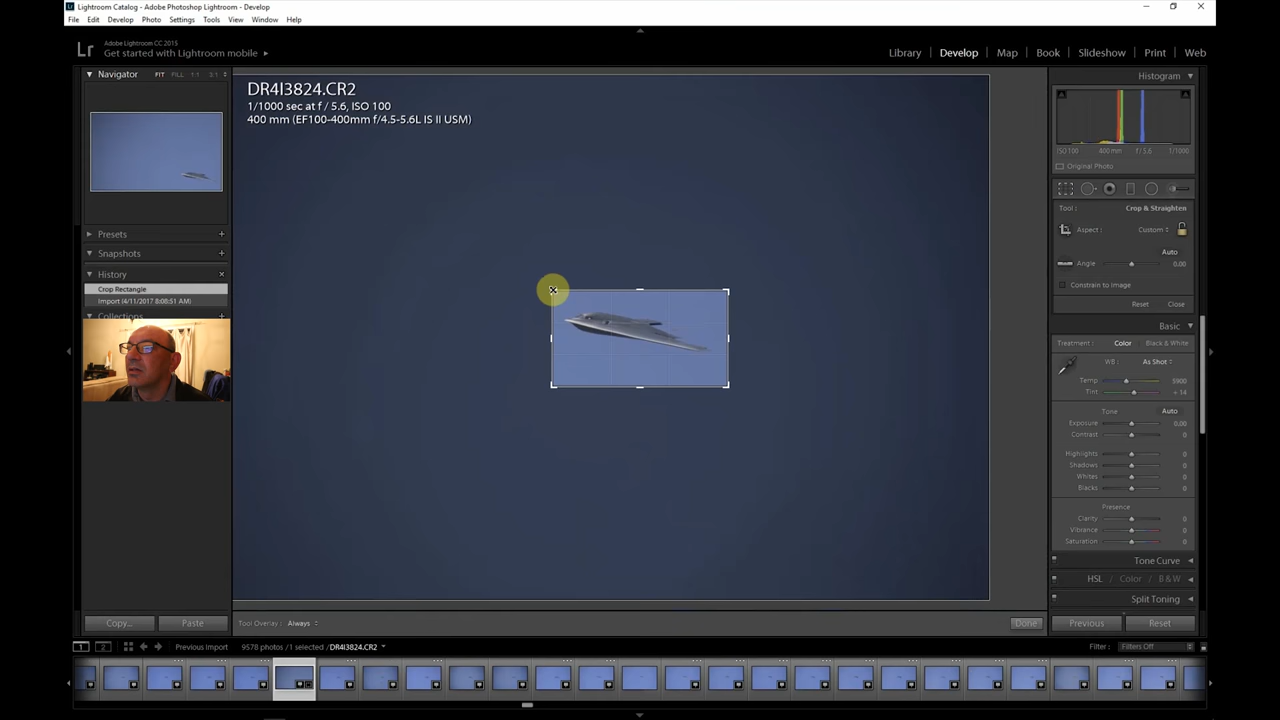 Lightroom Catalog - Adobe Photoshop Lightroom - Develop
File Edit Develop Photo Settings Tools View Window Help
Lr
Adobe Lightroom CC 2015
Get started with Lightroom mobile
Library Develop Map Book Slideshow Print Web
Navigator FIT FILL 1:1 3:1
Histogram
DR4I3824.CR2
1/1000 sec at f / 5.6, ISO 100
400 mm (EF100-400mm f/4.5-5.6L IS II USM)
ISO 100 400 mm f / 5.6 1/1000
Original Photo
Tool: Crop & Straighten
Aspect: Custom
Auto
Angle 0.00
Constrain to Image
Reset Close
Presets +
Snapshots +
History ×
Crop Rectangle
Import (4/11/2017 8:08:51 AM)
Collections
Basic
Treatment: Color Black & White
WB: As Shot
Temp 5900
Tint + 14
Tone Auto
Exposure 0.00
Contrast 0
Highlights 0
Shadows 0
Whites 0
Blacks 0
Presence
Clarity 0
Vibrance 0
Saturation 0
Tone Curve
HSL / Color / B & W
Split Toning
Copy... Paste
Tool Overlay: Always
Done
Previous Reset
1 2
Previous Import 9578 photos / 1 selected / DR4I3824.CR2
Filter: Filters Off